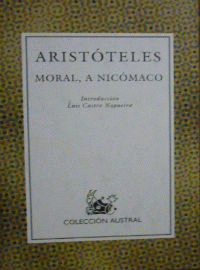 ARISTÓTELES
MORAL, A NICÓMACO
Introducción
Luis Castro Nogueira
COLECCIÓN AUSTRAL